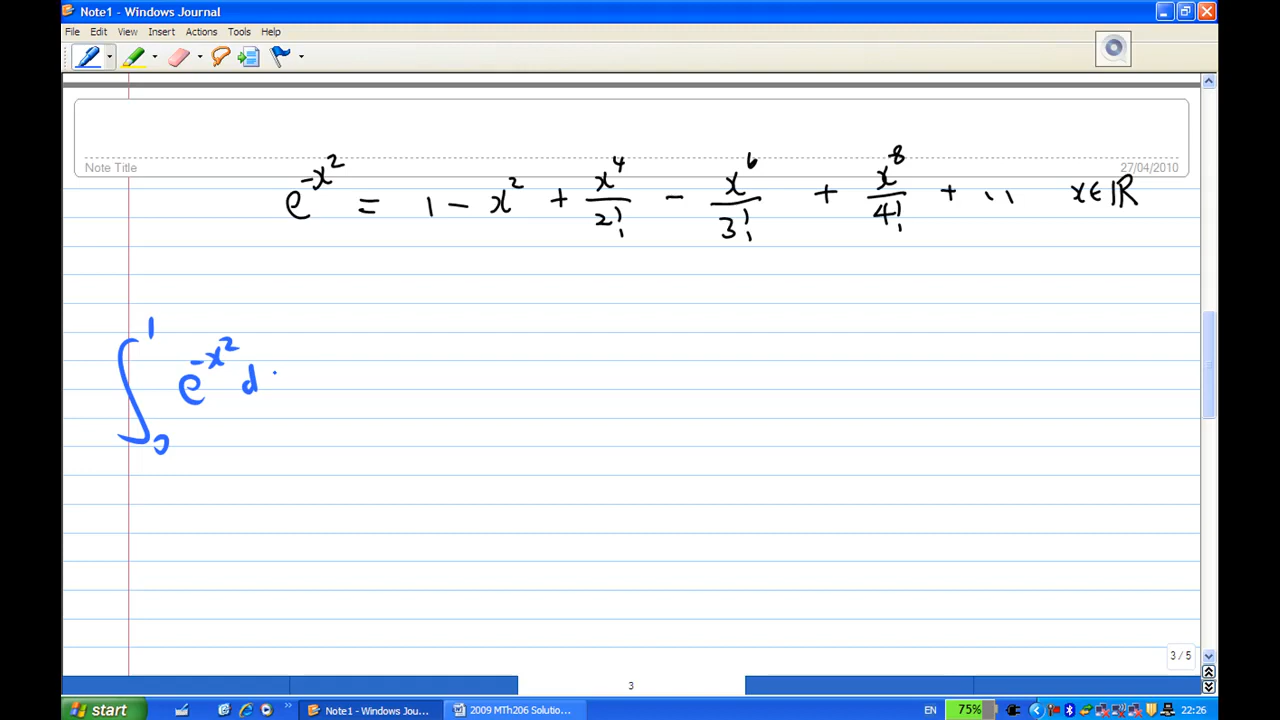 Note1 - Windows Journal
File Edit View Insert Actions Tools Help
Note Title
27/04/2010
e^{-x^2} = 1 - x^2 + x^4/2! - x^6/3! + x^8/4! + ... x∈ℝ
∫_0^1 e^{-x^2} d
3 / 5
3
start
Note1 - Windows Jou...
2009 MTh206 Solutio...
EN
75%
22:26